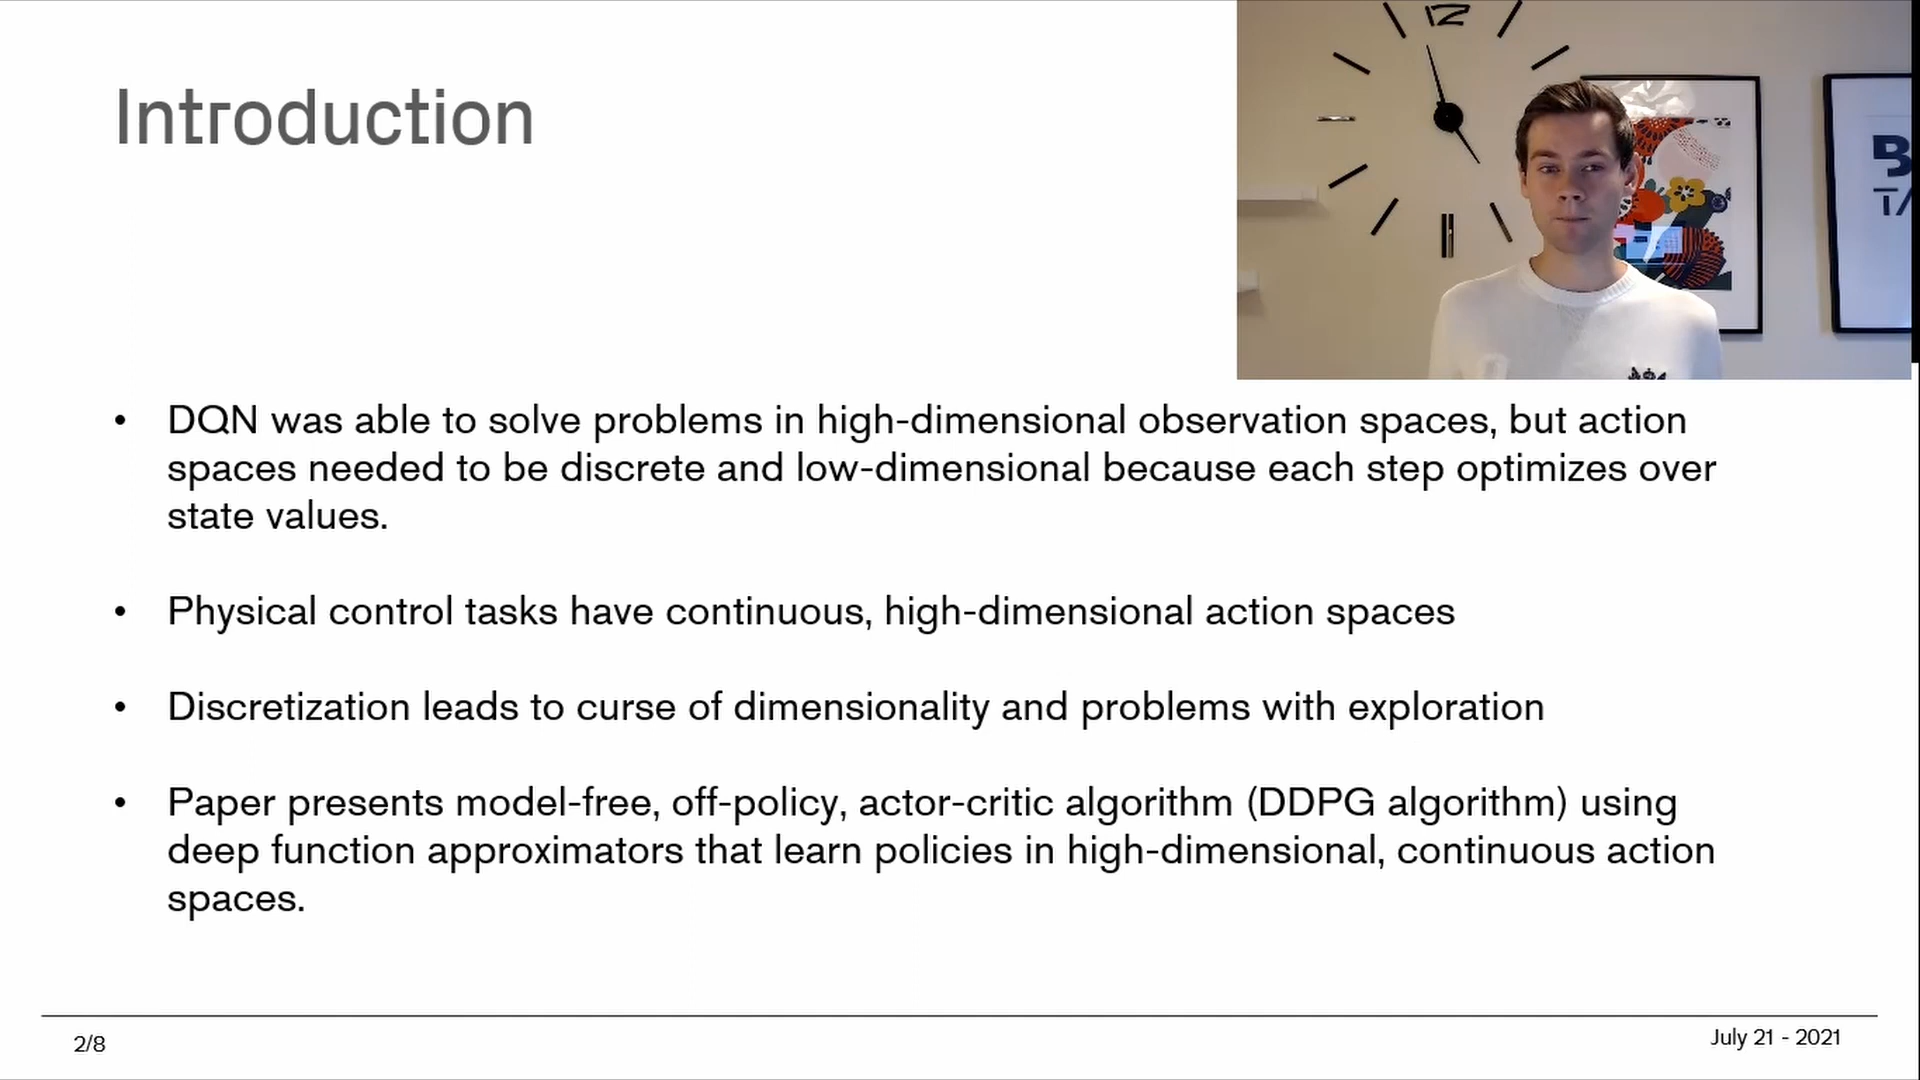 Introduction
12
B
T/
• DQN was able to solve problems in high-dimensional observation spaces, but action
spaces needed to be discrete and low-dimensional because each step optimizes over
state values.
• Physical control tasks have continuous, high-dimensional action spaces
• Discretization leads to curse of dimensionality and problems with exploration
• Paper presents model-free, off-policy, actor-critic algorithm (DDPG algorithm) using
deep function approximators that learn policies in high-dimensional, continuous action
spaces.
2/8
July 21 - 2021